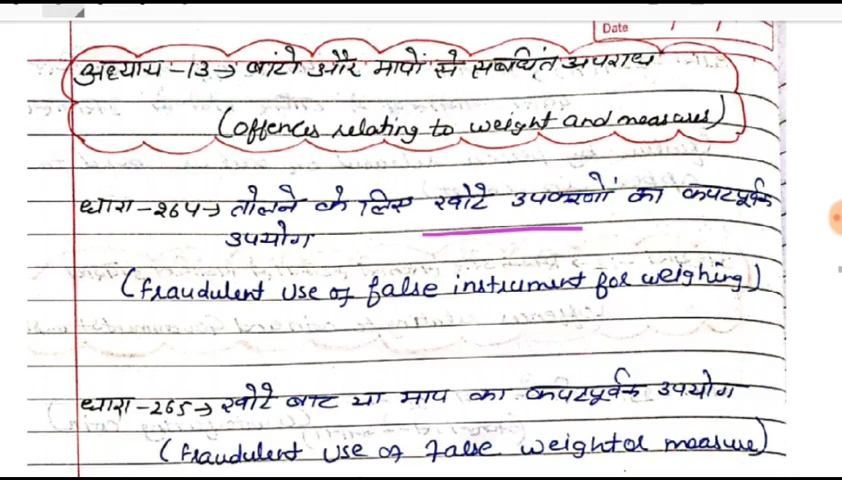 Date
अध्याय -13→ बांटो और मापों से सबधिंत अपराध
(offences relating to weight and measures)
धारा-264→ तोलने के लिए खोटे उपकरणों का कपटपूर्वक
उपयोग
(fraudulent use of false instrument for weighing)
धारा-265→ खोटे बाट या माप का कपटपूर्वक उपयोग
(fraudulent use of false weight or measure)